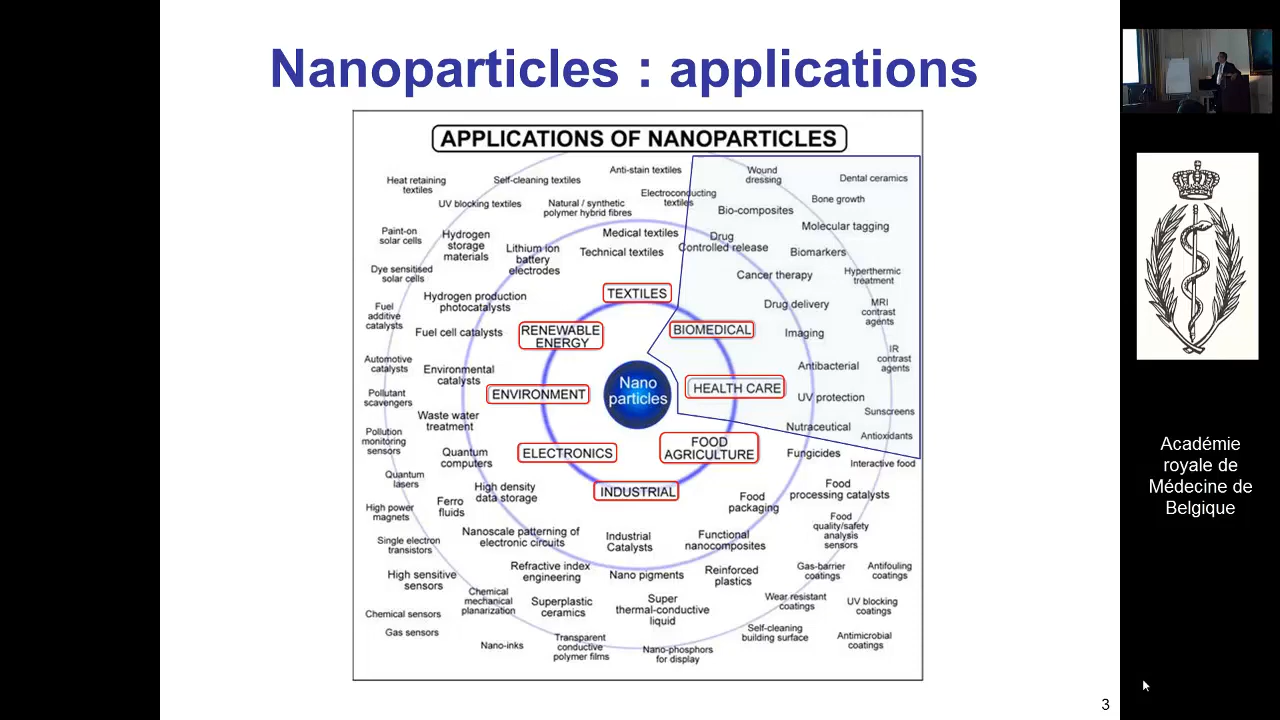 Nanoparticles : applications
APPLICATIONS OF NANOPARTICLES
Heat retaining
textiles
Self-cleaning textiles
Anti-stain textiles
UV blocking textiles
Natural / synthetic
polymer hybrid fibres
Electroconducting
textiles
Wound
dressing
Dental ceramics
Bone growth
Bio-composites
Molecular tagging
Paint-on
solar cells
Hydrogen
storage
materials
Lithium ion
battery
electrodes
Medical textiles
Technical textiles
Drug
Controlled release
Biomarkers
Dye sensitised
solar cells
Cancer therapy
Hyperthermic
treatment
Hydrogen production
photocatalysts
TEXTILES
Drug delivery
MRI
contrast
agents
Fuel
additive
catalysts
Fuel cell catalysts
RENEWABLE
ENERGY
BIOMEDICAL
Imaging
IR
contrast
agents
Automotive
catalysts
Environmental
catalysts
Antibacterial
Nano
particles
Pollutant
scavengers
ENVIRONMENT
HEALTH CARE
UV protection
Sunscreens
Waste water
treatment
Nutraceutical
Antioxidants
Pollution
monitoring
sensors
Quantum
computers
ELECTRONICS
FOOD
AGRICULTURE
Fungicides
Interactive food
Quantum
lasers
High density
data storage
INDUSTRIAL
Food
packaging
Food
processing catalysts
High power
magnets
Ferro
fluids
Food
quality/safety
analysis
sensors
Single electron
transistors
Nanoscale patterning of
electronic circuits
Industrial
Catalysts
Functional
nanocomposites
High sensitive
sensors
Refractive index
engineering
Nano pigments
Reinforced
plastics
Gas-barrier
coatings
Antifouling
coatings
Chemical
mechanical
planarization
Superplastic
ceramics
Super
thermal-conductive
liquid
Wear resistant
coatings
UV blocking
coatings
Chemical sensors
Gas sensors
Nano-inks
Transparent
conductive
polymer films
Nano-phosphors
for display
Self-cleaning
building surface
Antimicrobial
coatings
3
Académie
royale de
Médecine de
Belgique